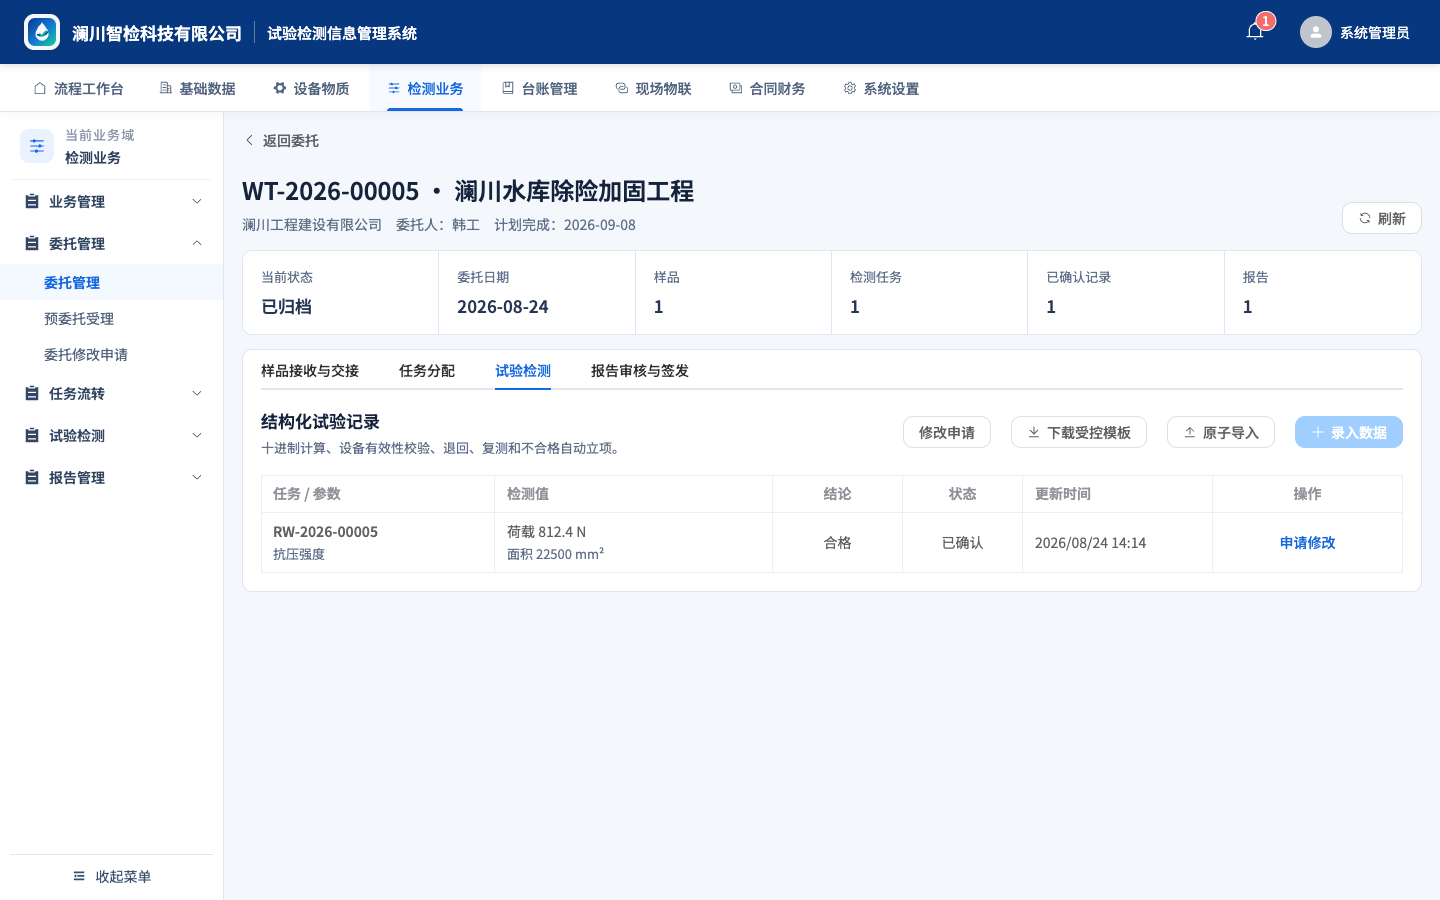 澜川智检科技有限公司
试验检测信息管理系统
1
系统管理员
流程工作台
基础数据
设备物质
检测业务
台账管理
现场物联
合同财务
系统设置
当前业务域
检测业务
业务管理
委托管理
委托管理
预委托受理
委托修改申请
任务流转
试验检测
报告管理
收起菜单
返回委托
WT-2026-00005 · 澜川水库除险加固工程
澜川工程建设有限公司 委托人：韩工 计划完成：2026-09-08
刷新
当前状态
已归档
委托日期
2026-08-24
样品
1
检测任务
1
已确认记录
1
报告
1
样品接收与交接
任务分配
试验检测
报告审核与签发
结构化试验记录
十进制计算、设备有效性校验、退回、复测和不合格自动立项。
修改申请
下载受控模板
原子导入
录入数据
任务 / 参数
检测值
结论
状态
更新时间
操作
RW-2026-00005
抗压强度
荷载 812.4 N
面积 22500 mm²
合格
已确认
2026/08/24 14:14
申请修改